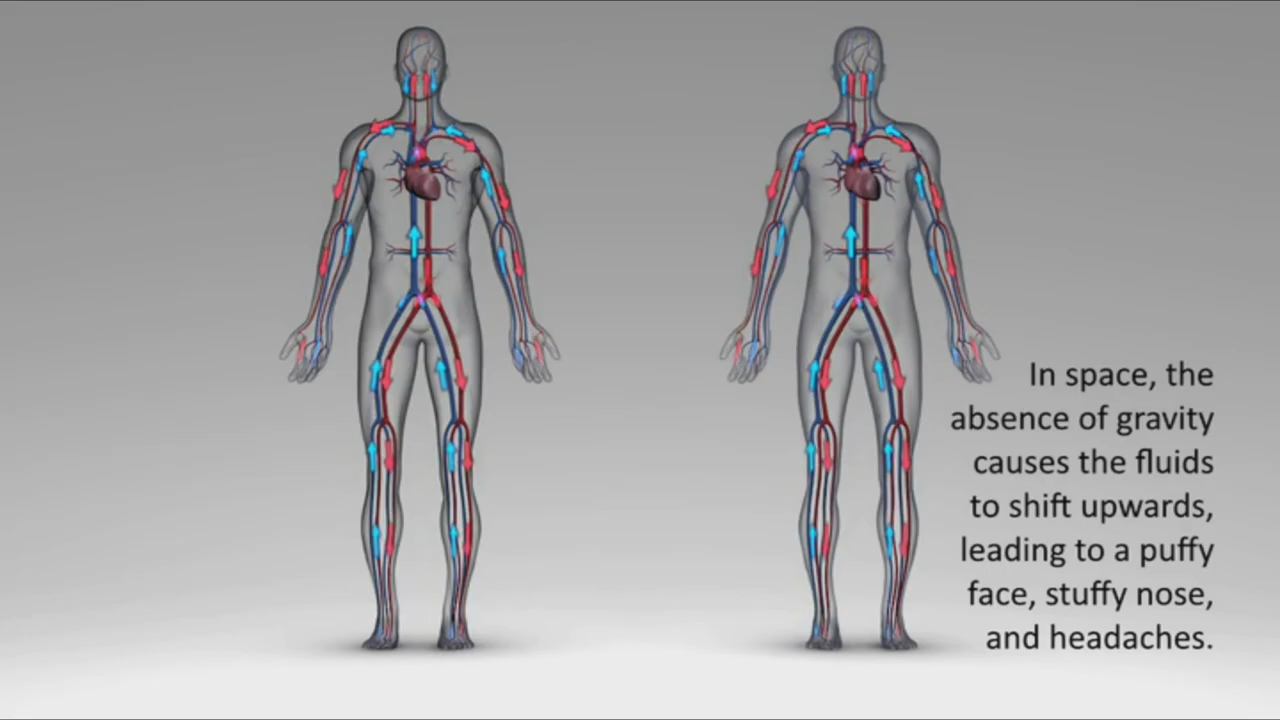 In space, the
absence of gravity
causes the fluids
to shift upwards,
leading to a puffy
face, stuffy nose,
and headaches.